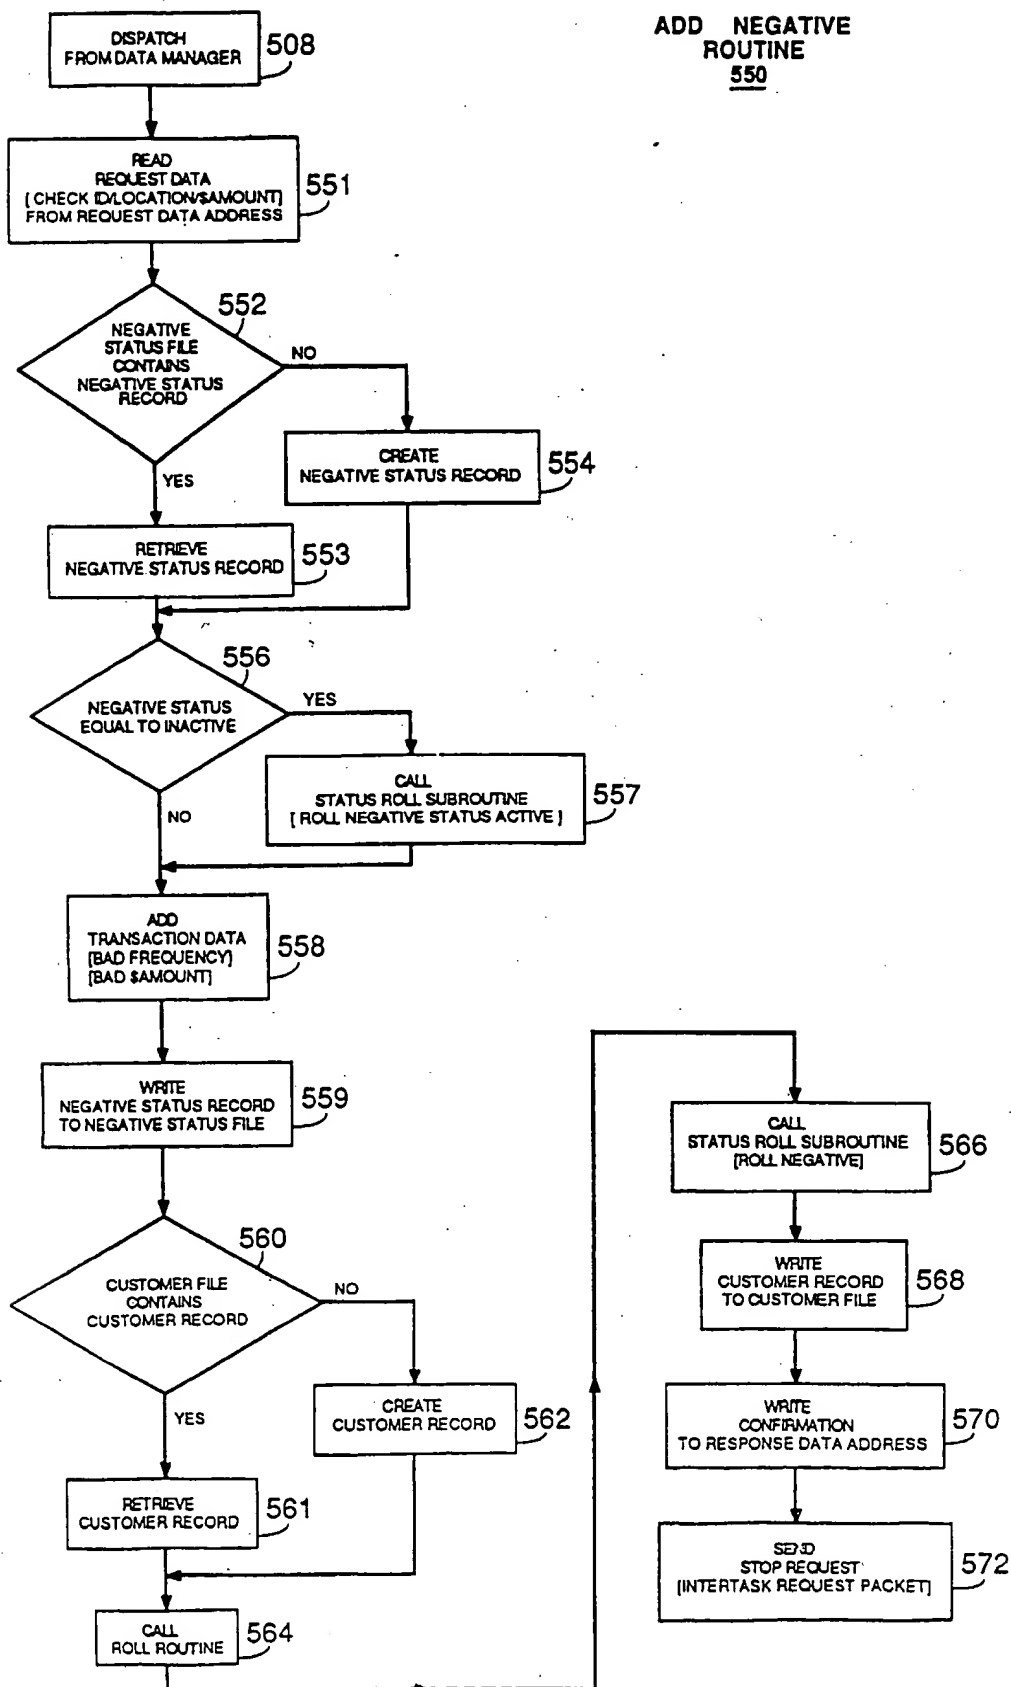 ADD NEGATIVE
ROUTINE
550
DISPATCH
FROM DATA MANAGER
508
READ
REQUEST DATA
[ CHECK ID/LOCATION/$AMOUNT]
FROM REQUEST DATA ADDRESS
551
552
NEGATIVE
STATUS FILE
CONTAINS
NEGATIVE STATUS
RECORD
NO
YES
CREATE
NEGATIVE STATUS RECORD
554
RETRIEVE
NEGATIVE STATUS RECORD
553
556
NEGATIVE STATUS
EQUAL TO INACTIVE
YES
NO
CALL
STATUS ROLL SUBROUTINE
[ ROLL NEGATIVE STATUS ACTIVE ]
557
ADD
TRANSACTION DATA
[BAD FREQUENCY]
[BAD $AMOUNT]
558
WRITE
NEGATIVE STATUS RECORD
TO NEGATIVE STATUS FILE
559
560
CUSTOMER FILE
CONTAINS
CUSTOMER RECORD
NO
YES
CREATE
CUSTOMER RECORD
562
RETRIEVE
CUSTOMER RECORD
561
CALL
ROLL ROUTINE
564
CALL
STATUS ROLL SUBROUTINE
[ROLL NEGATIVE]
566
WRITE
CUSTOMER RECORD
TO CUSTOMER FILE
568
WRITE
CONFIRMATION
TO RESPONSE DATA ADDRESS
570
SEND
STOP REQUEST
[INTERTASK REQUEST PACKET]
572